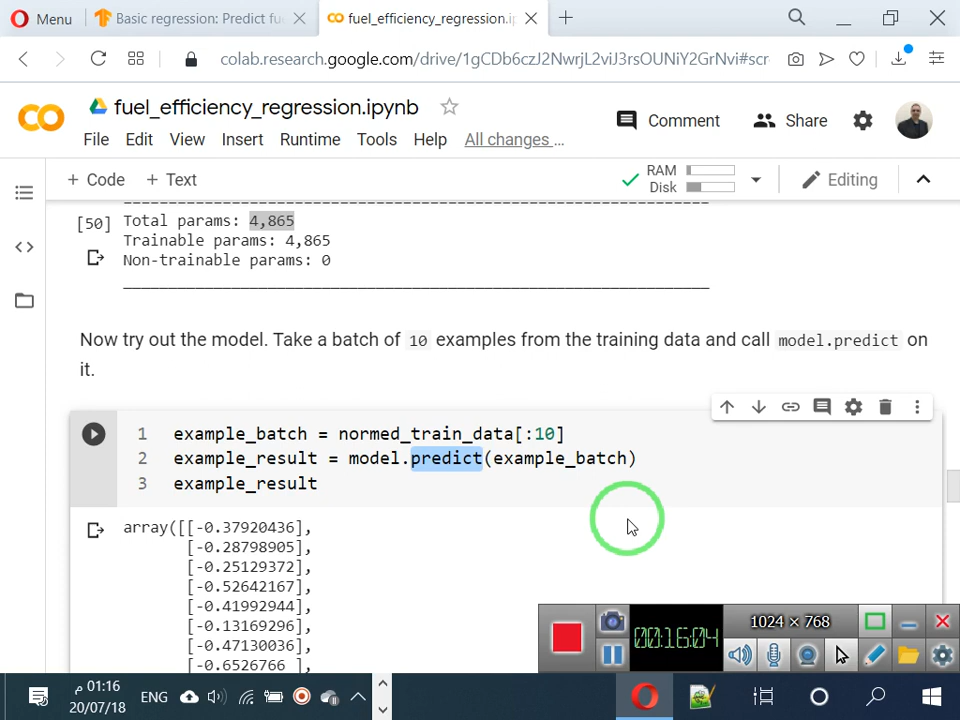 Menu
Basic regression: Predict fu
fuel_efficiency_regression.ip
colab.research.google.com/drive/1gCDb6czJ2NwrjL2viJ3rsOUNiY2GrNvi#scr
fuel_efficiency_regression.ipynb
File Edit View Insert Runtime Tools Help All changes …
Comment
Share
+ Code + Text
RAM
Disk
Editing
[50] Total params: 4,865
Trainable params: 4,865
Non-trainable params: 0
Now try out the model. Take a batch of 10 examples from the training data and call model.predict on
it.
1 example_batch = normed_train_data[:10]
2 example_result = model.predict(example_batch)
3 example_result
array([[-0.37920436],
[-0.28798905],
[-0.25129372],
[-0.52642167],
[-0.41992944],
[-0.13169296],
[-0.47130036],
[-0.6526766 ],
1024 × 768
00:16:04
01:16 م
ENG
20/07/18